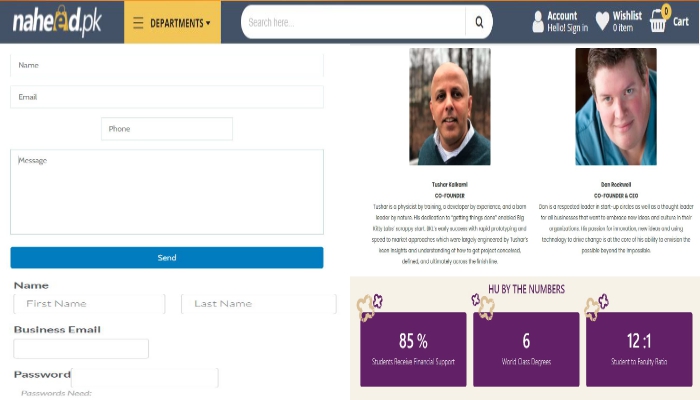 nahead.pk
DEPARTMENTS
Search here...
Account
Hello! Sign in
Wishlist
0 item
0
Cart
Name
Email
Phone
Message
Send
Name
First Name
Last Name
Business Email
Password
Passwords Need:
Tushar Kalkarni
CO-FOUNDER
Tushar is a physicist by training, a developer by experience, and a born
leader by nature. His dedication to "getting things done" enabled Big
Kitty Labs' scrappy start. BKL's early success with rapid prototyping and
speed to market approaches which were largely engineered by Tushar's
keen insights and understanding of how to get project conceived,
defined, and ultimately across the finish line.
Dan Rockwell
CO-FOUNDER & CEO
Dan is a respected leader in start-up circles as well as a thought leader
for all businesses that want to embrace new ideas and culture in their
organizations. His passion for innovation, new ideas and using
technology to drive change is at the core of his ability to envision the
possible beyond the impossible.
HU BY THE NUMBERS
85 %
Students Receive Financial Support
6
World Class Degrees
12 :1
Student to Faculty Ratio